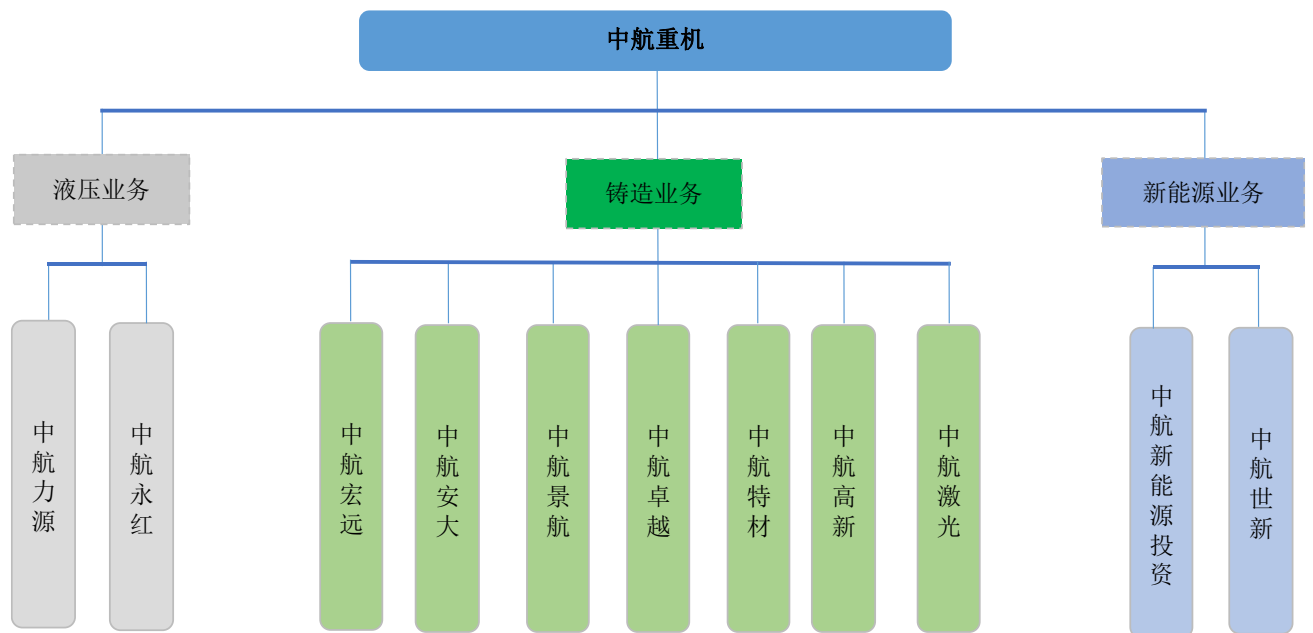 中航重机
液压业务
铸造业务
新能源业务
中航力源
中航永红
中航宏远
中航安大
中航景航
中航卓越
中航特材
中航高新
中航激光
中航新能源投资
中航世新